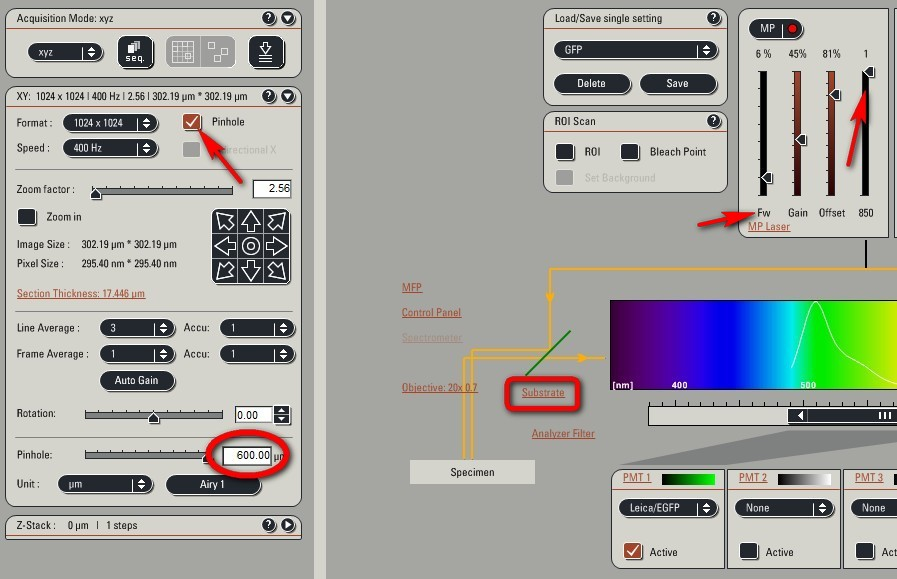 Acquisition Mode: xyz ?
xyz seq.
XY: 1024 x 1024 | 400 Hz | 2.56 | 302.19 µm * 302.19 µm ?
Format : 1024 x 1024 Pinhole
Speed : 400 Hz
Zoom factor : 2.56
Zoom in
Image Size : 302.19 µm * 302.19 µm
Pixel Size : 295.40 nm * 295.40 nm
Section Thickness: 17.446 µm
Line Average : 3 Accu: 1
Frame Average : 1 Accu: 1
Auto Gain
Rotation: 0.00
Pinhole: 600.00 µm
Unit : µm Airy 1
Z-Stack : 0 µm | 1 steps ?
Load/Save single setting ?
GFP
Delete Save
ROI Scan ?
ROI Bleach Point
Set Background
MP
6 % 45% 81% 1
Fw Gain Offset 850
MP Laser
MFP
Control Panel
Spectrometer
Objective: 20x 0.7
Substrate
Analyzer Filter
Specimen
[nm] 400 500
PMT 1 PMT 2 PMT 3
Leica/EGFP None None
Active Active Ac